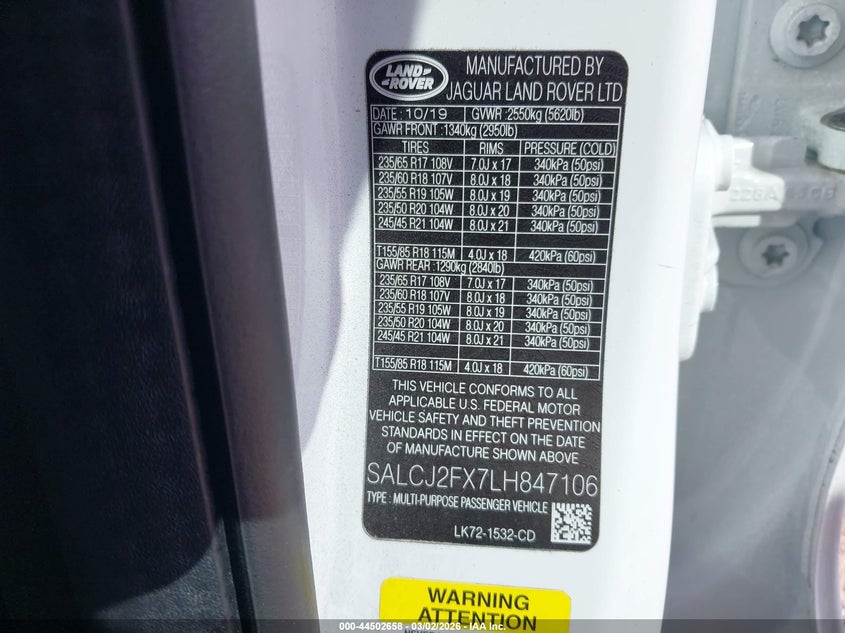 LAND-
-ROVER
MANUFACTURED BY
JAGUAR LAND ROVER LTD
DATE : 10/19 GVWR : 2550kg (5620lb)
GAWR FRONT : 1340kg (2950lb)
TIRES RIMS PRESSURE (COLD)
235/65 R17 108V 7.0J x 17 340kPa (50psi)
235/60 R18 107V 8.0J x 18 340kPa (50psi)
235/55 R19 105W 8.0J x 19 340kPa (50psi)
235/50 R20 104W 8.0J x 20 340kPa (50psi)
245/45 R21 104W 8.0J x 21 340kPa (50psi)
T155/85 R18 115M 4.0J x 18 420kPa (60psi)
GAWR REAR : 1290kg (2840lb)
235/65 R17 108V 7.0J x 17 340kPa (50psi)
235/60 R18 107V 8.0J x 18 340kPa (50psi)
235/55 R19 105W 8.0J x 19 340kPa (50psi)
235/50 R20 104W 8.0J x 20 340kPa (50psi)
245/45 R21 104W 8.0J x 21 340kPa (50psi)
T155/85 R18 115M 4.0J x 18 420kPa (60psi)
THIS VEHICLE CONFORMS TO ALL
APPLICABLE U.S. FEDERAL MOTOR
VEHICLE SAFETY AND THEFT PREVENTION
STANDARDS IN EFFECT ON THE DATE
OF MANUFACTURE SHOWN ABOVE
SALCJ2FX7LH847106
TYPE : MULTI-PURPOSE PASSENGER VEHICLE
LK72-1532-CD
WARNING
ATTENTION
000-44502658 - 03/02/2026 - IAA Inc.